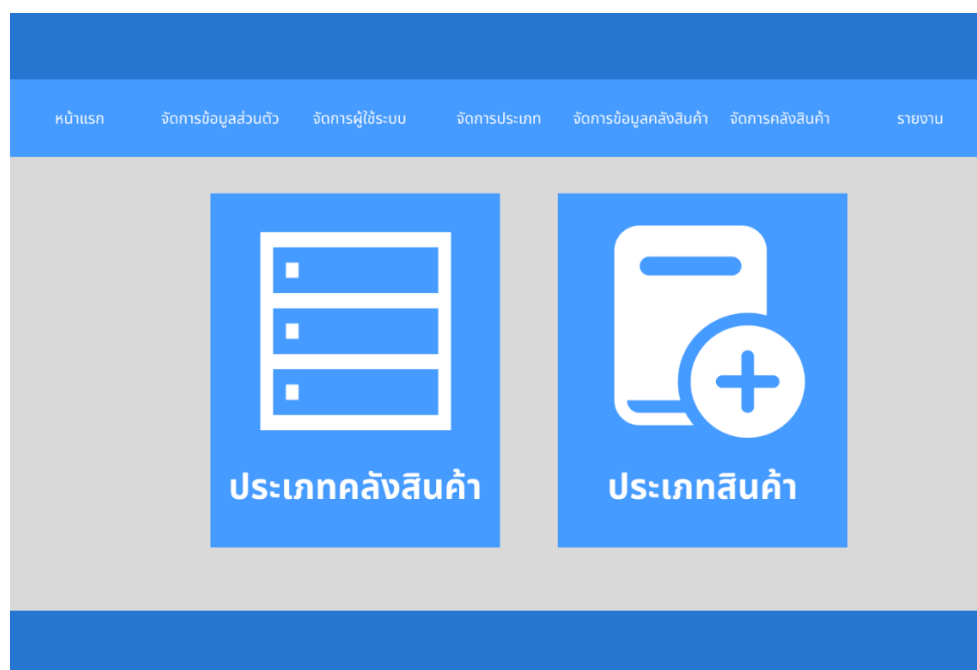 หน้าแรก จัดการข้อมูลส่วนตัว จัดการผู้ใช้ระบบ จัดการประเภท จัดการข้อมูลคลังสินค้า จัดการคลังสินค้า รายงาน
ประเภทคลังสินค้า ประเภทสินค้า